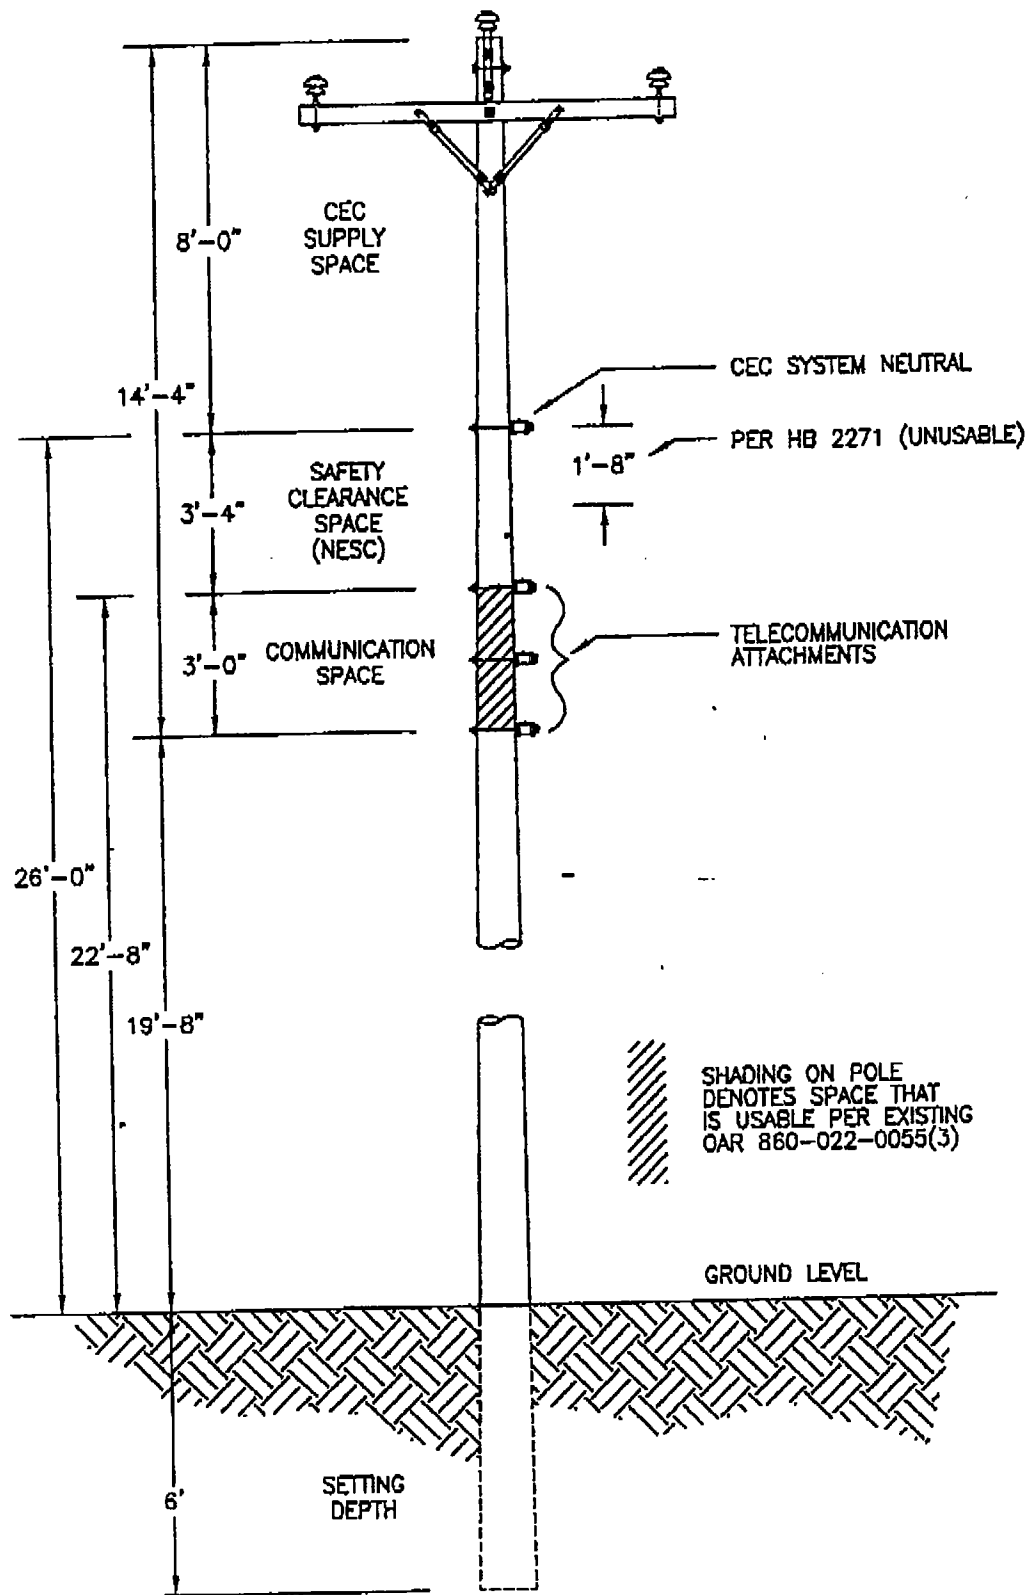 8'-0"
CEC
SUPPLY
SPACE
14'-4"
CEC SYSTEM NEUTRAL
PER HB 2271 (UNUSABLE)
1'-8"
SAFETY
CLEARANCE
SPACE
(NESC)
3'-4"
COMMUNICATION
SPACE
3'-0"
TELECOMMUNICATION
ATTACHMENTS
26'-0"
22'-8"
19'-8"
SHADING ON POLE
DENOTES SPACE THAT
IS USABLE PER EXISTING
OAR 860-022-0055(3)
GROUND LEVEL
SETTING
DEPTH
6'